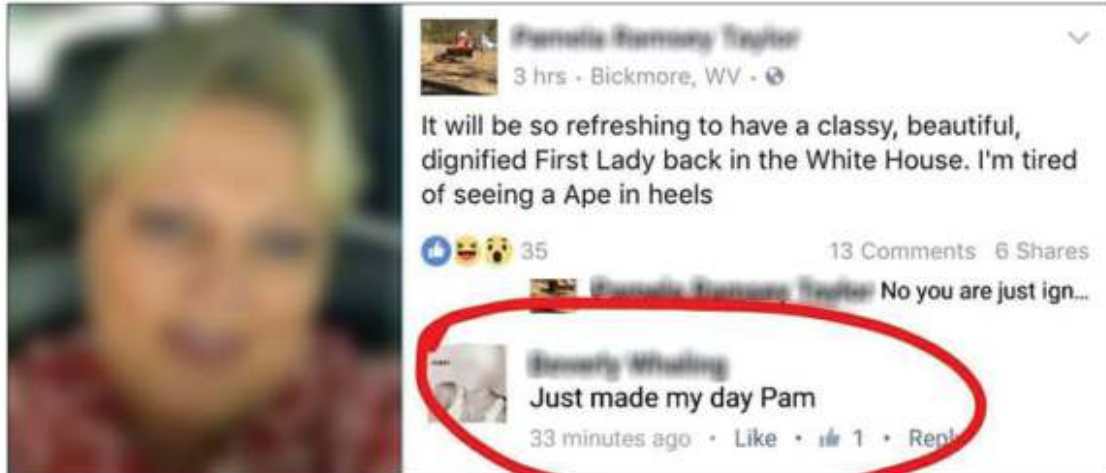 3 hrs · Bickmore, WV ·
It will be so refreshing to have a classy, beautiful,
dignified First Lady back in the White House. I'm tired
of seeing a Ape in heels
35 13 Comments 6 Shares
No you are just ign...
Just made my day Pam
33 minutes ago · Like · 1 · Reply